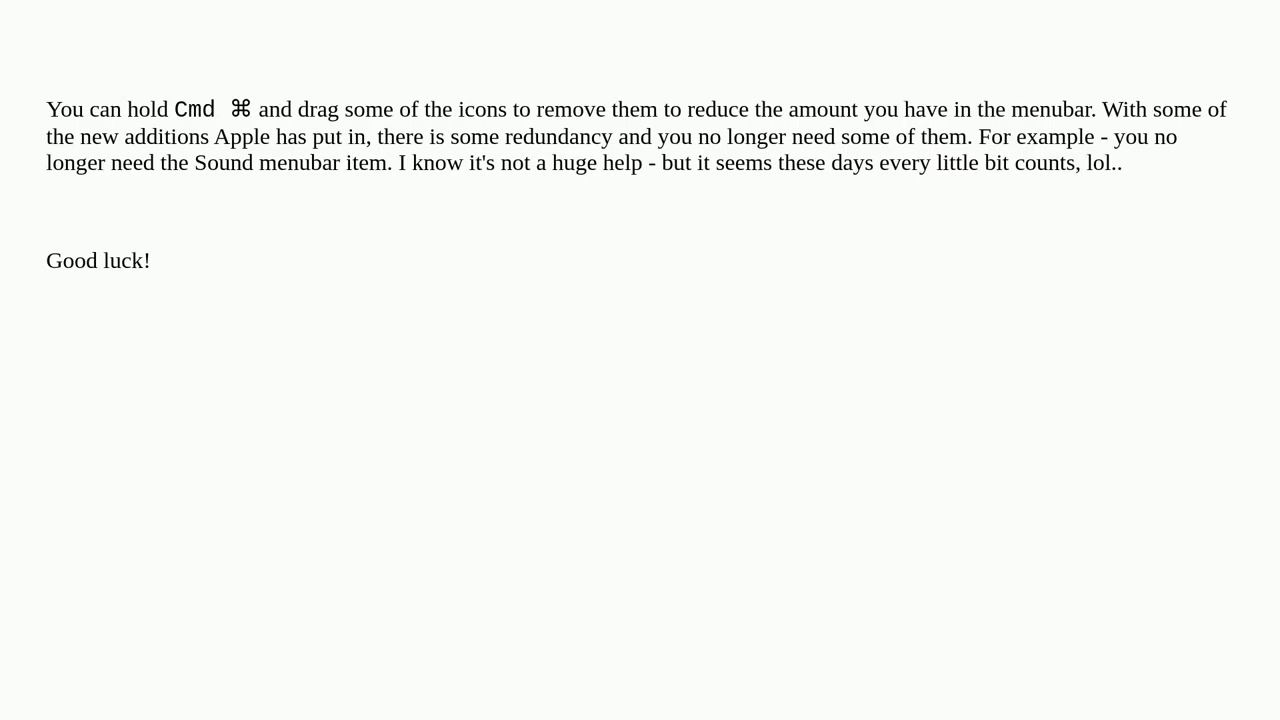 You can hold Cmd ⌘ and drag some of the icons to remove them to reduce the amount you have in the menubar. With some of
the new additions Apple has put in, there is some redundancy and you no longer need some of them. For example - you no
longer need the Sound menubar item. I know it's not a huge help - but it seems these days every little bit counts, lol..
Good luck!